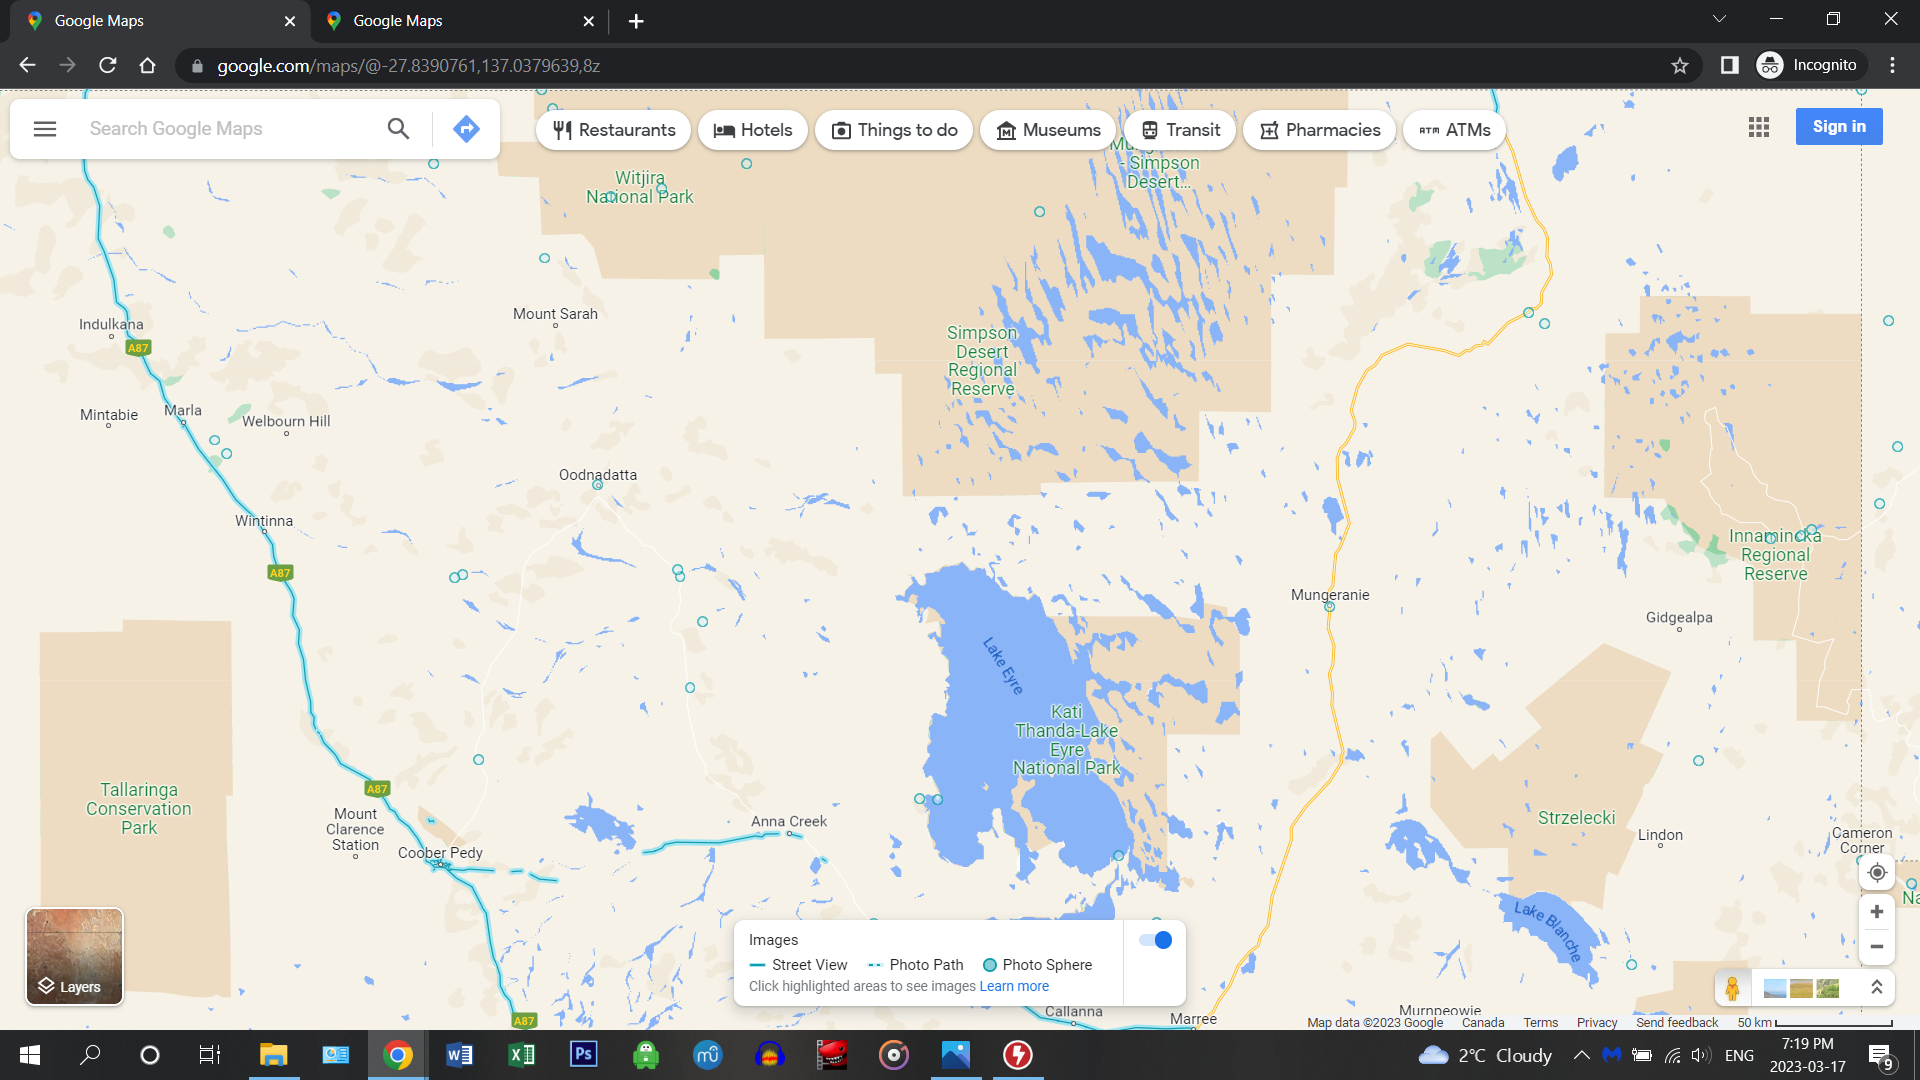 Google Maps
Google Maps
google.com/maps/@-27.8390761,137.0379639,8z
Incognito
Search Google Maps
Restaurants
Hotels
Things to do
Museums
Transit
Pharmacies
ATM ATMs
Sign in
Witjira
National Park
- Simpson
Desert...
Indulkana
A87
Mount Sarah
Simpson
Desert
Regional
Reserve
Mintabie
Marla
Welbourn Hill
Oodnadatta
Wintinna
A87
Innamincka
Regional
Reserve
Mungeranie
Gidgealpa
Lake Eyre
Kati
Thanda-Lake
Eyre
National Park
Tallaringa
Conservation
Park
A87
Mount
Clarence
Station
Coober Pedy
Anna Creek
Strzelecki
Lindon
Cameron
Corner
Na
Lake Blanche
Layers
Images
Street View
Photo Path
Photo Sphere
Click highlighted areas to see images Learn more
A87
Callanna
Marree
Murnpeowie
Map data ©2023 Google
Canada
Terms
Privacy
Send feedback
50 km
W
X
Ps
mu
2°C Cloudy
ENG
7:19 PM
2023-03-17
9